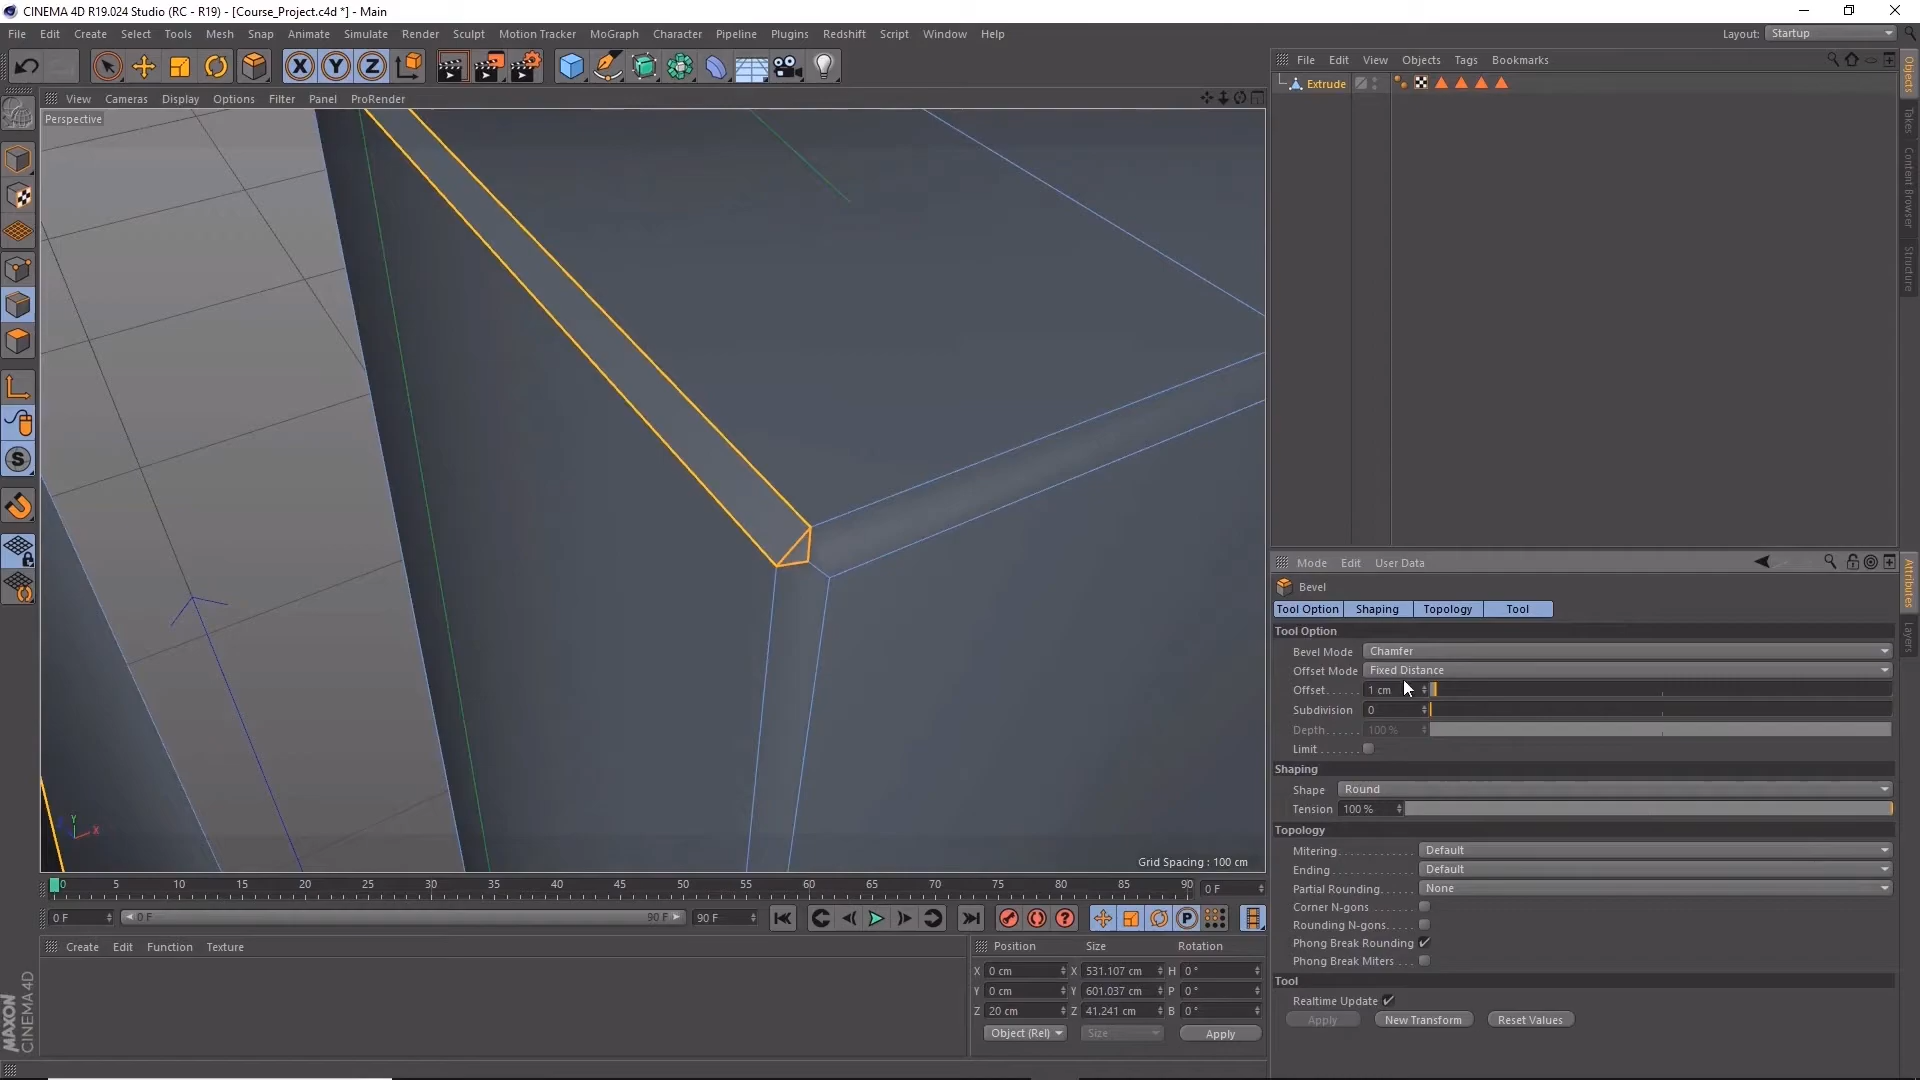 CINEMA 4D R19.024 Studio (RC - R19) - [Course_Project.c4d *] - Main
File Edit Create Select Tools Mesh Snap Animate Simulate Render Sculpt Motion Tracker MoGraph Character Pipeline Plugins Redshift Script Window Help
Layout: Startup
X Y Z
View Cameras Display Options Filter Panel ProRender
File Edit View Objects Tags Bookmarks
Extrude
Perspective
Objects
Takes
Content Browser
Structure
S
Mode Edit User Data
Bevel
Tool Option Shaping Topology Tool
Tool Option
Bevel Mode Chamfer
Offset Mode Fixed Distance
Offset...... 1 cm
Subdivision 0
Depth...... 100 %
Limit.......
Shaping
Shape Round
Tension 100 %
Topology
Mitering............ Default
Ending............. Default
Partial Rounding...... None
Corner N-gons
Rounding N-gons.....
Phong Break Rounding
Phong Break Miters
Tool
Realtime Update
Apply New Transform Reset Values
Attributes
Layers
Y
X
Grid Spacing : 100 cm
0 5 10 15 20 25 30 35 40 45 50 55 60 65 70 75 80 85 90 0 F
0 F 0 F 90 F 90 F ? P
Create Edit Function Texture
Position Size Rotation
X 0 cm X 531.107 cm H 0 °
Y 0 cm Y 601.037 cm P 0 °
Z 20 cm Z 41.241 cm B 0 °
Object (Rel) Size Apply
MAXON
CINEMA 4D